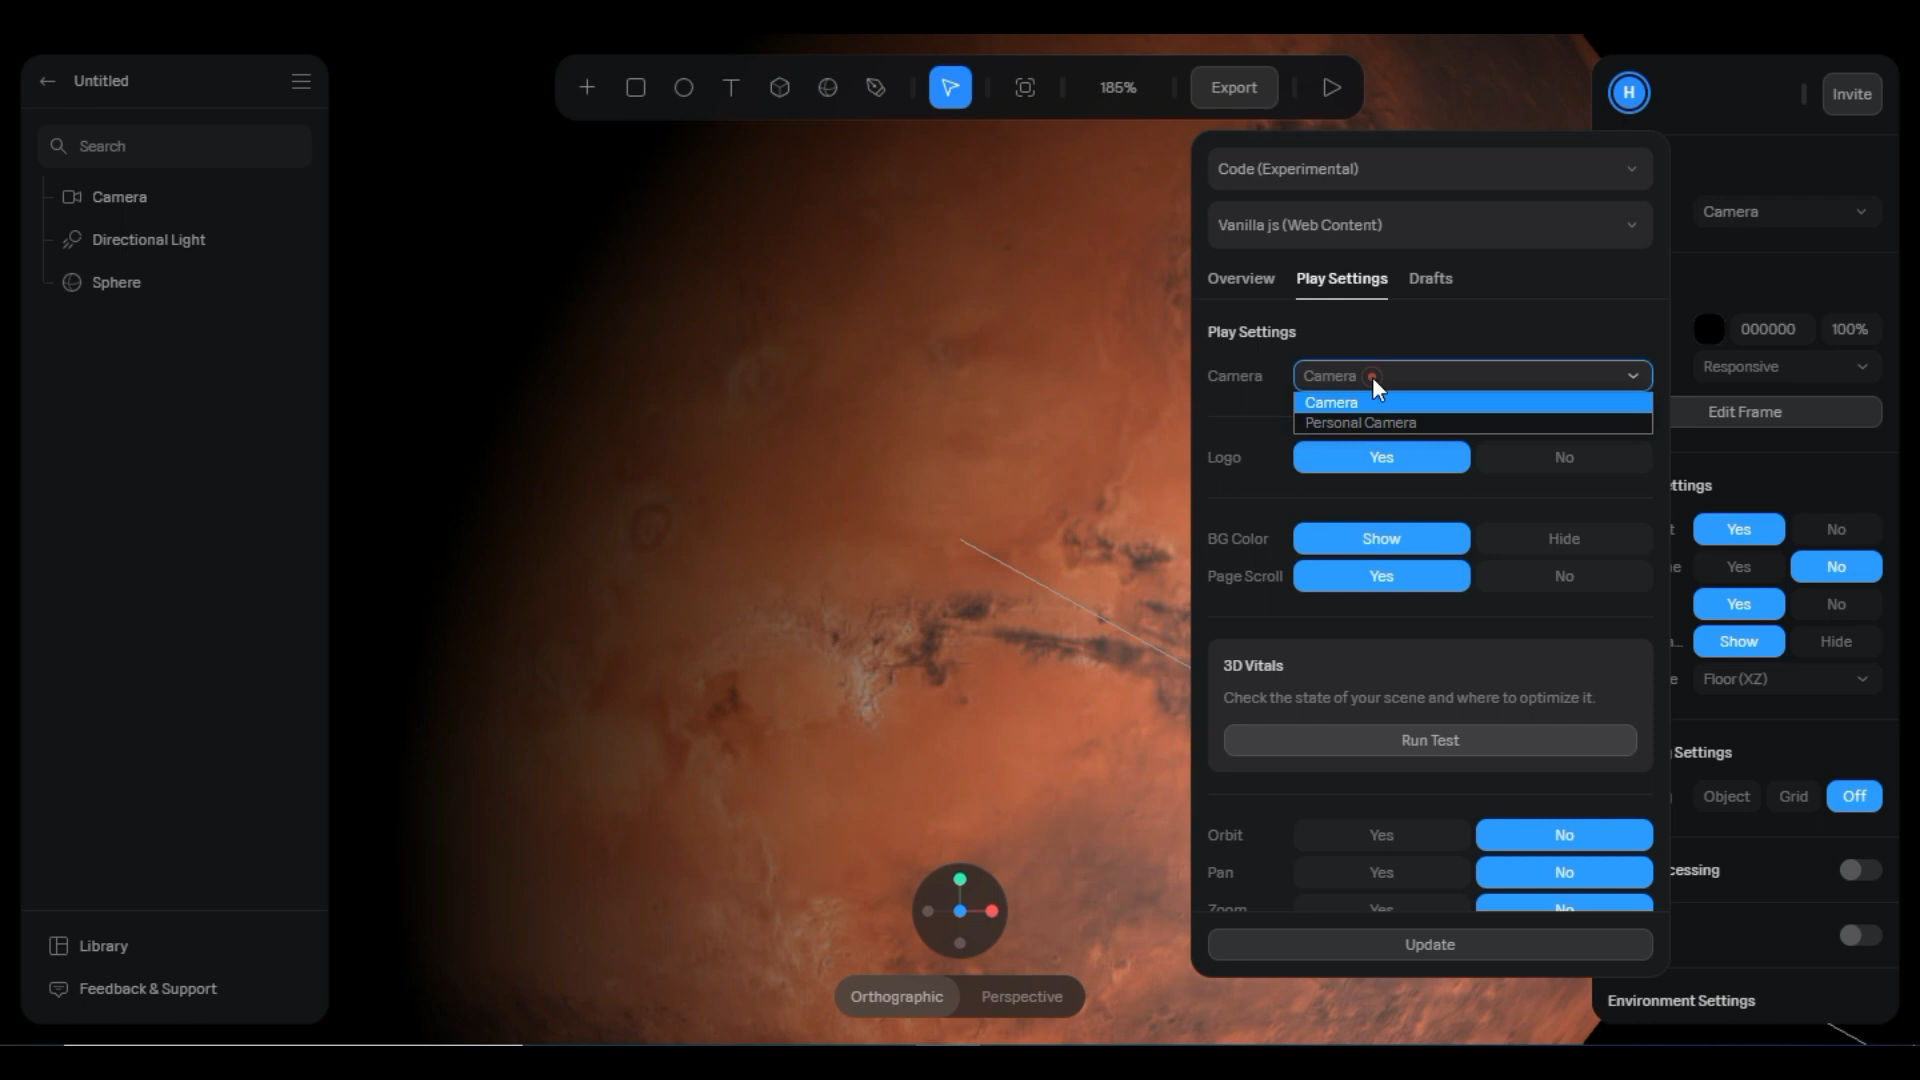 Untitled
Search
Camera
Directional Light
Sphere
Library
Feedback & Support
T
185%
Export
Orthographic
Perspective
Code (Experimental)
Vanilla js (Web Content)
Overview
Play Settings
Drafts
Play Settings
Camera
Camera
Camera
Personal Camera
Logo
Yes
No
BG Color
Show
Hide
Page Scroll
Yes
No
3D Vitals
Check the state of your scene and where to optimize it.
Run Test
Orbit
Yes
No
Pan
Yes
No
Zoom
Yes
No
Update
H
Invite
Camera
000000
100%
Responsive
Edit Frame
ttings
t
Yes
No
e
Yes
No
Yes
No
a...
Show
Hide
e
Floor (XZ)
Settings
Object
Grid
Off
cessing
Environment Settings